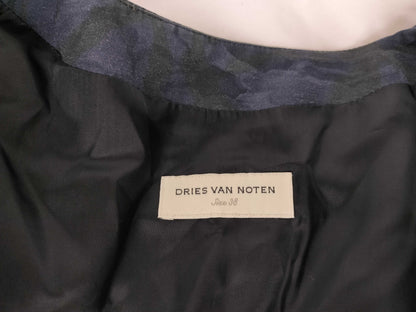 DRIES VAN NOTEN
Size 38